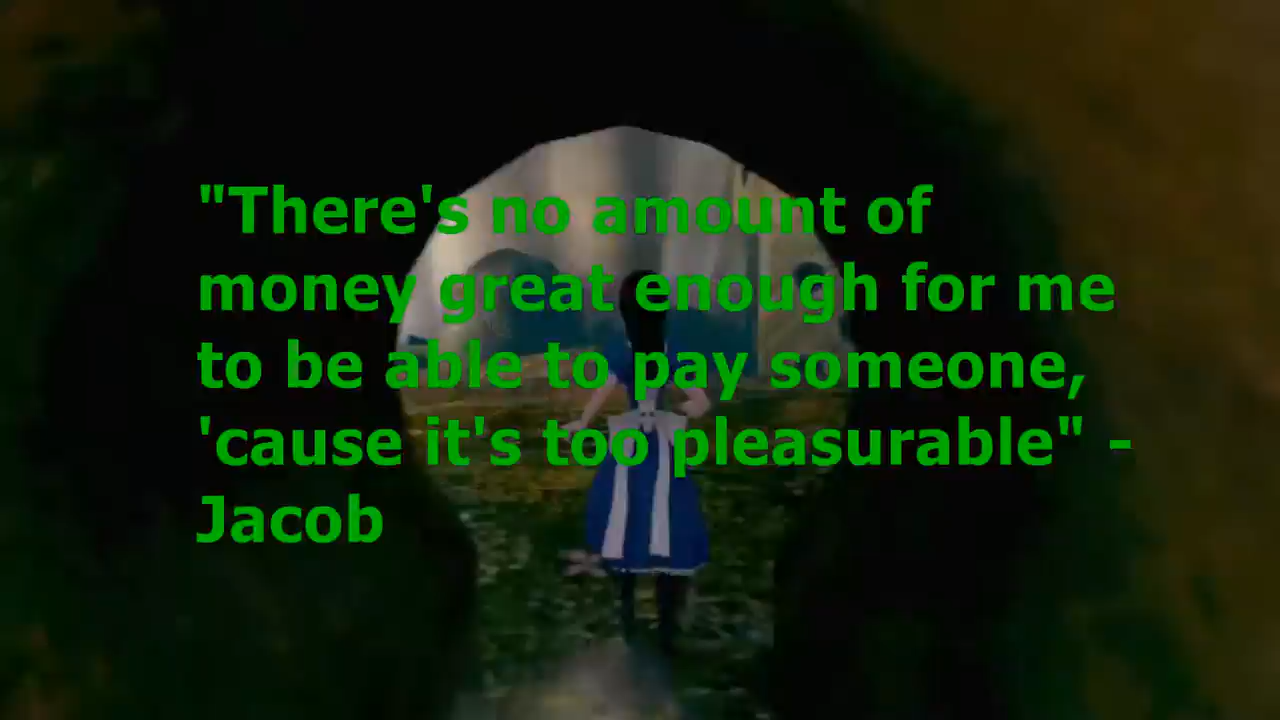 "There's no amount of
money great enough for me
to be able to pay someone,
'cause it's too pleasurable" -
Jacob